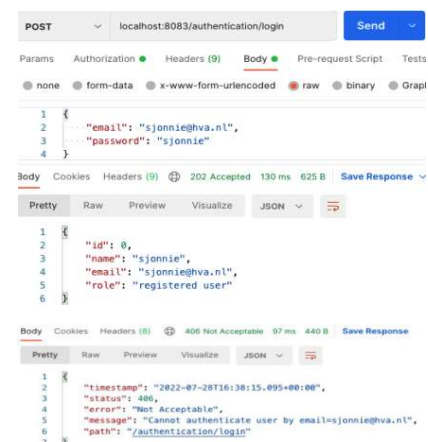 POST localhost:8083/authentication/login Send
Params Authorization Headers (9) Body Pre-request Script Tests
none form-data x-www-form-urlencoded raw binary Grap
1 {
2 "email": "sjonnie@hva.nl",
3 "password": "sjonnie"
4 }
Body Cookies Headers (9) 202 Accepted 130 ms 625 B Save Response
Pretty Raw Preview Visualize JSON
1 {
2 "id": 0,
3 "name": "sjonnie",
4 "email": "sjonnie@hva.nl",
5 "role": "registered user"
6 }
Body Cookies Headers (8) 406 Not Acceptable 97 ms 440 B Save Response
Pretty Raw Preview Visualize JSON
1 {
2 "timestamp": "2022-07-28T16:38:15.095+00:00",
3 "status": 406,
4 "error": "Not Acceptable",
5 "message": "Cannot authenticate user by email=sjonnie@hva.nl",
6 "path": "/authentication/login"
7 }